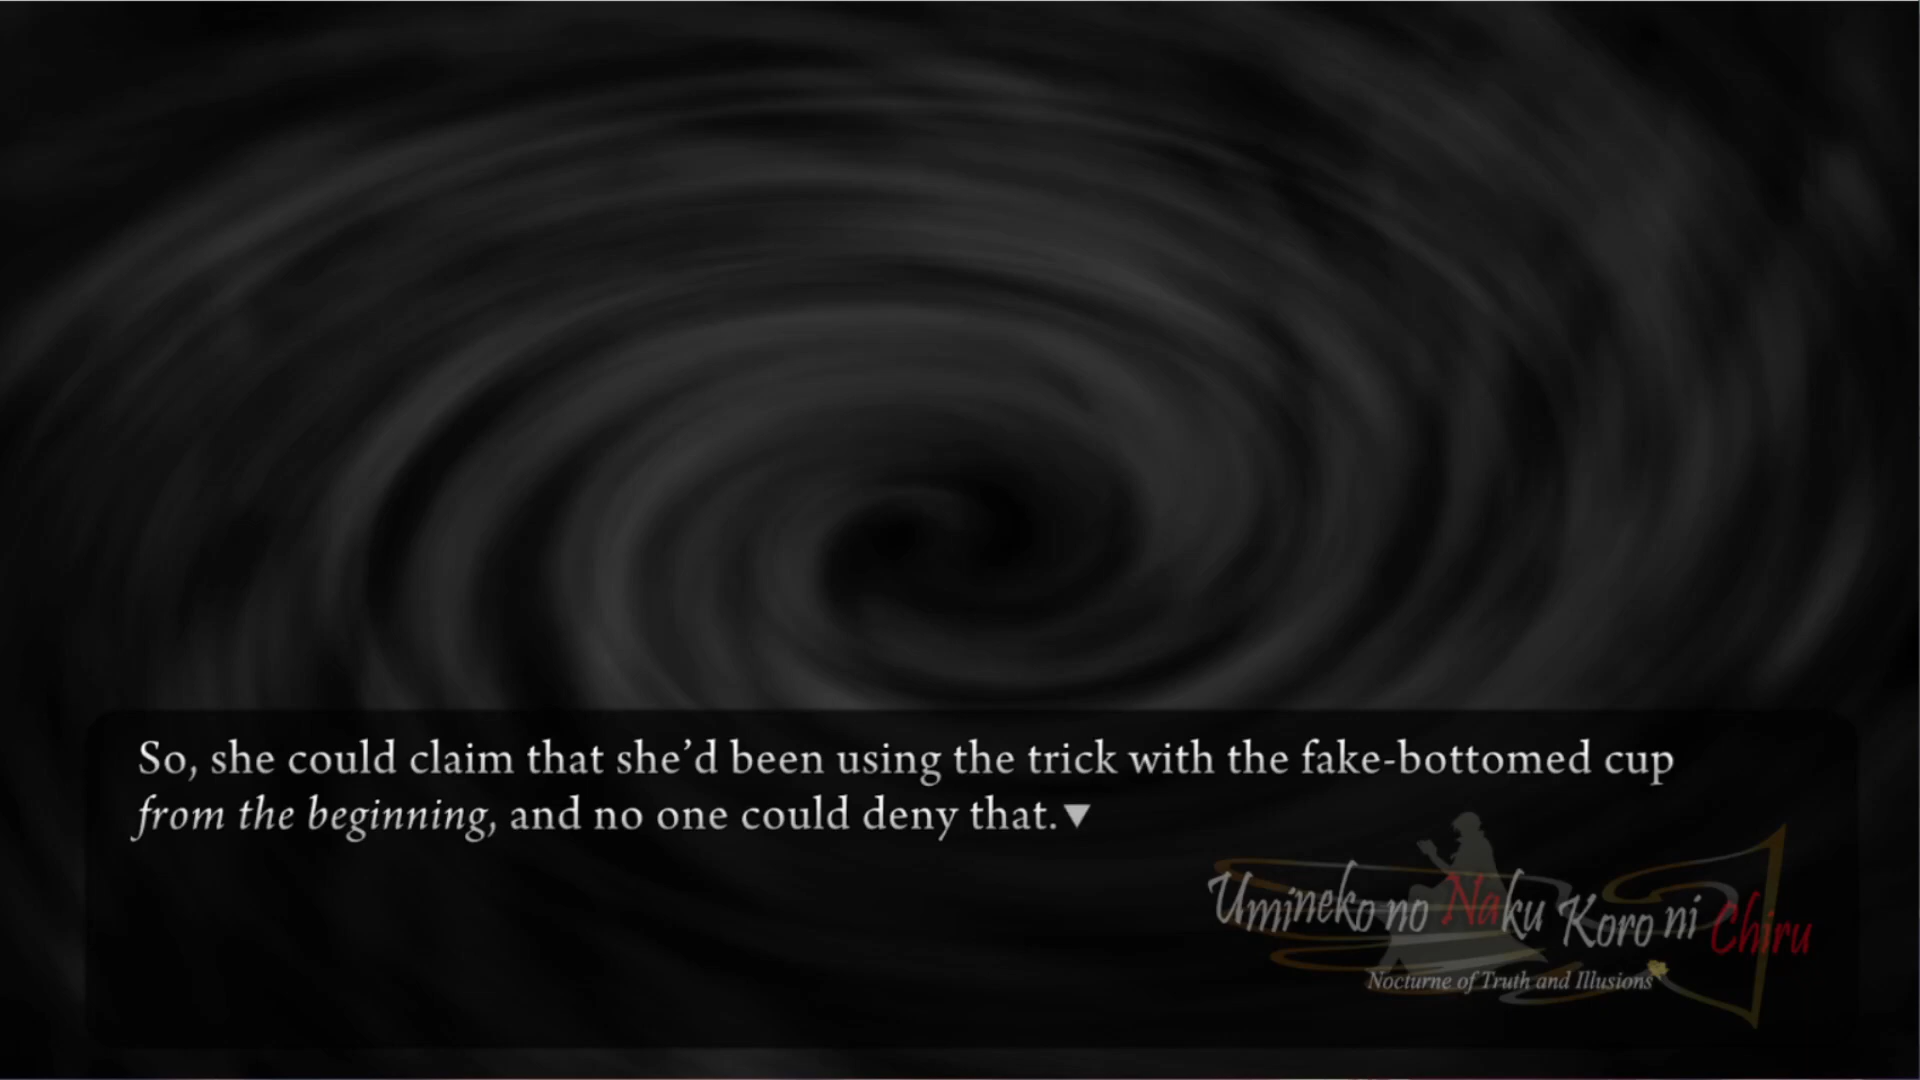 So, she could claim that she’d been using the trick with the fake-bottomed cup
from the beginning, and no one could deny that.
Umineko no Naku Koro ni Chiru
Nocturne of Truth and Illusions